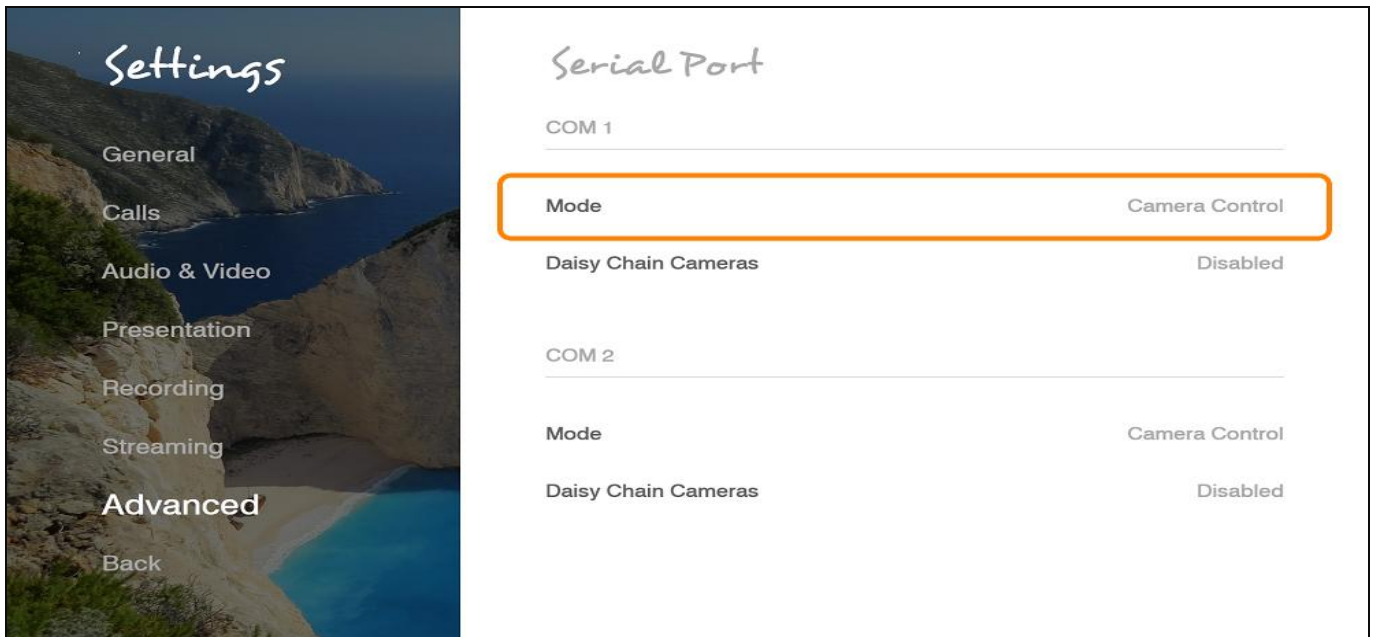 Settings
General
Calls
Audio & Video
Presentation
Recording
Streaming
Advanced
Back
Serial Port
COM 1
Mode Camera Control
Daisy Chain Cameras Disabled
COM 2
Mode Camera Control
Daisy Chain Cameras Disabled